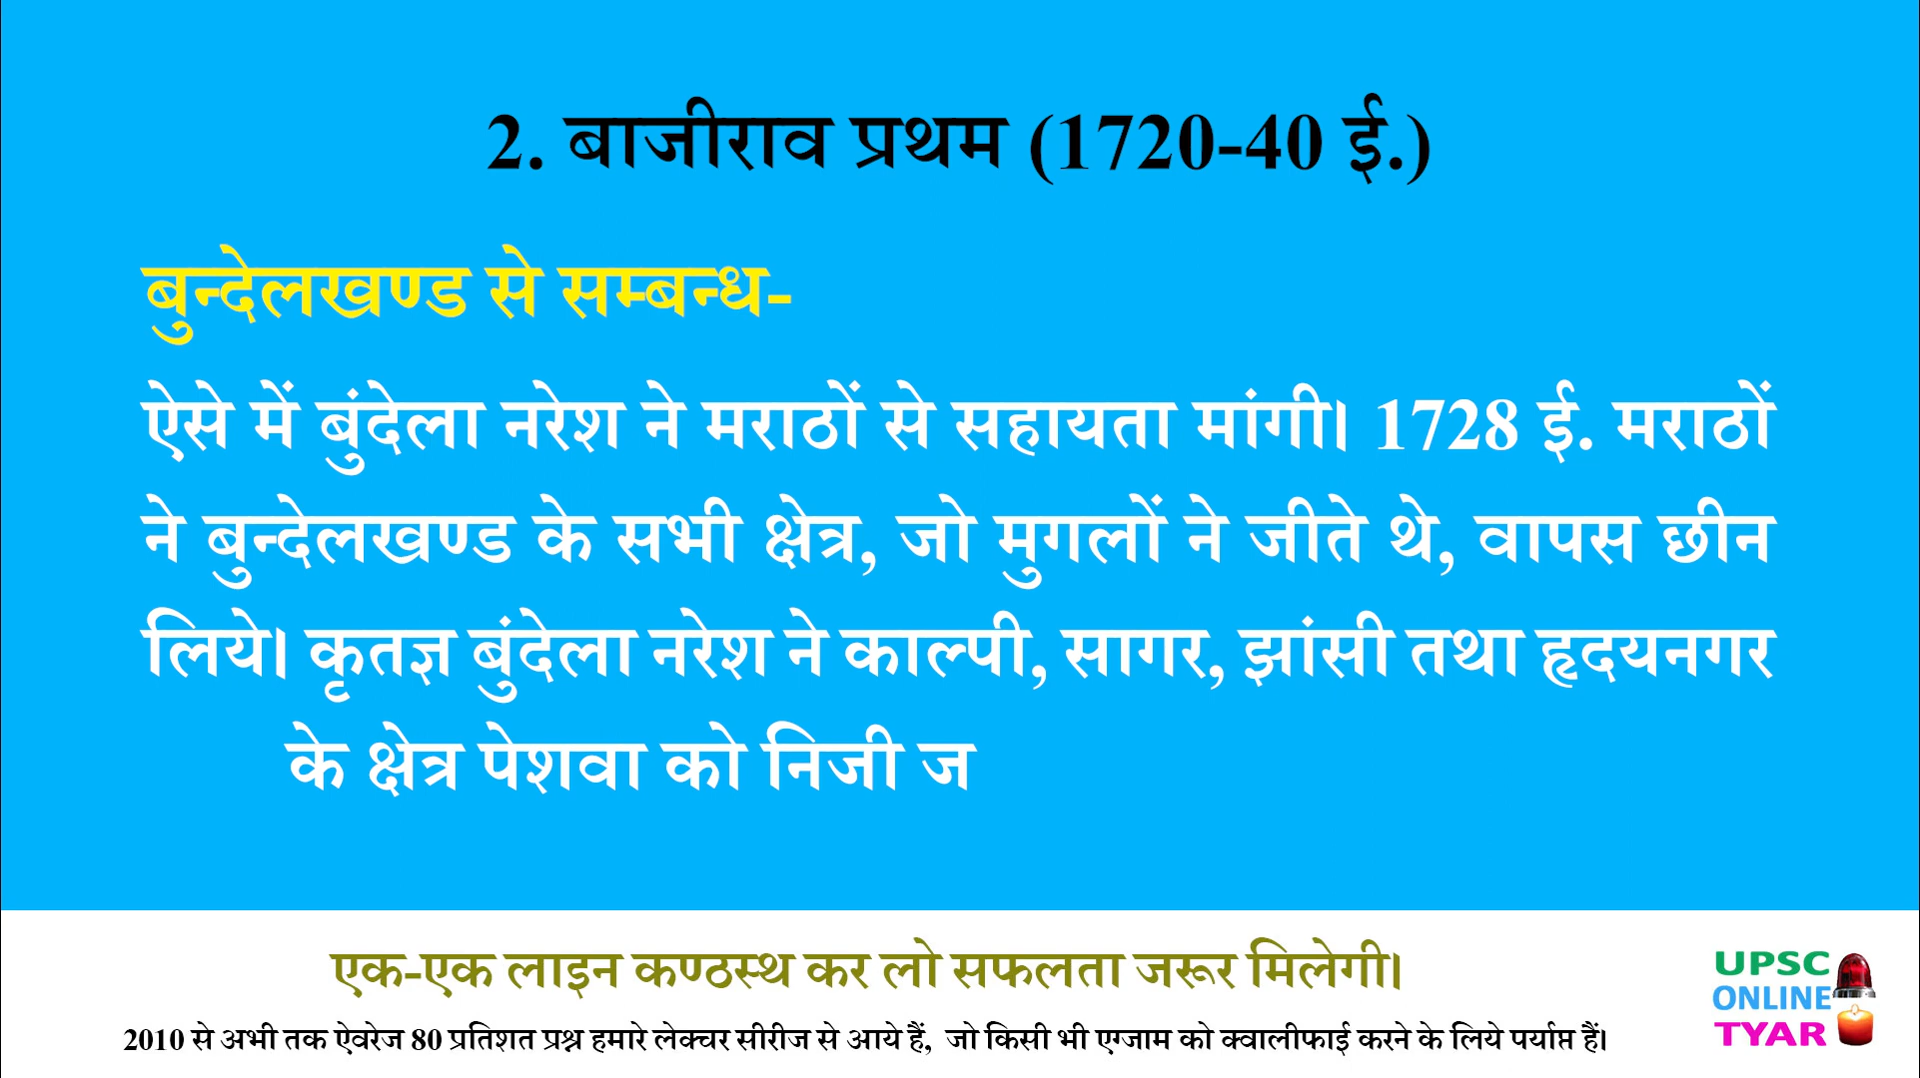 2. बाजीराव प्रथम (1720-40 ई.)
बुन्देलखण्ड से सम्बन्ध-
ऐसे में बुंदेला नरेश ने मराठों से सहायता मांगी। 1728 ई. मराठों
ने बुन्देलखण्ड के सभी क्षेत्र, जो मुगलों ने जीते थे, वापस छीन
लिये। कृतज्ञ बुंदेला नरेश ने काल्पी, सागर, झांसी तथा हृदयनगर
के क्षेत्र पेशवा को निजी ज
एक-एक लाइन कण्ठस्थ कर लो सफलता जरूर मिलेगी।
2010 से अभी तक ऐवरेज 80 प्रतिशत प्रश्न हमारे लेक्चर सीरीज से आये हैं, जो किसी भी एग्जाम को क्वालीफाई करने के लिये पर्याप्त हैं।
UPSC
ONLINE
TYAR